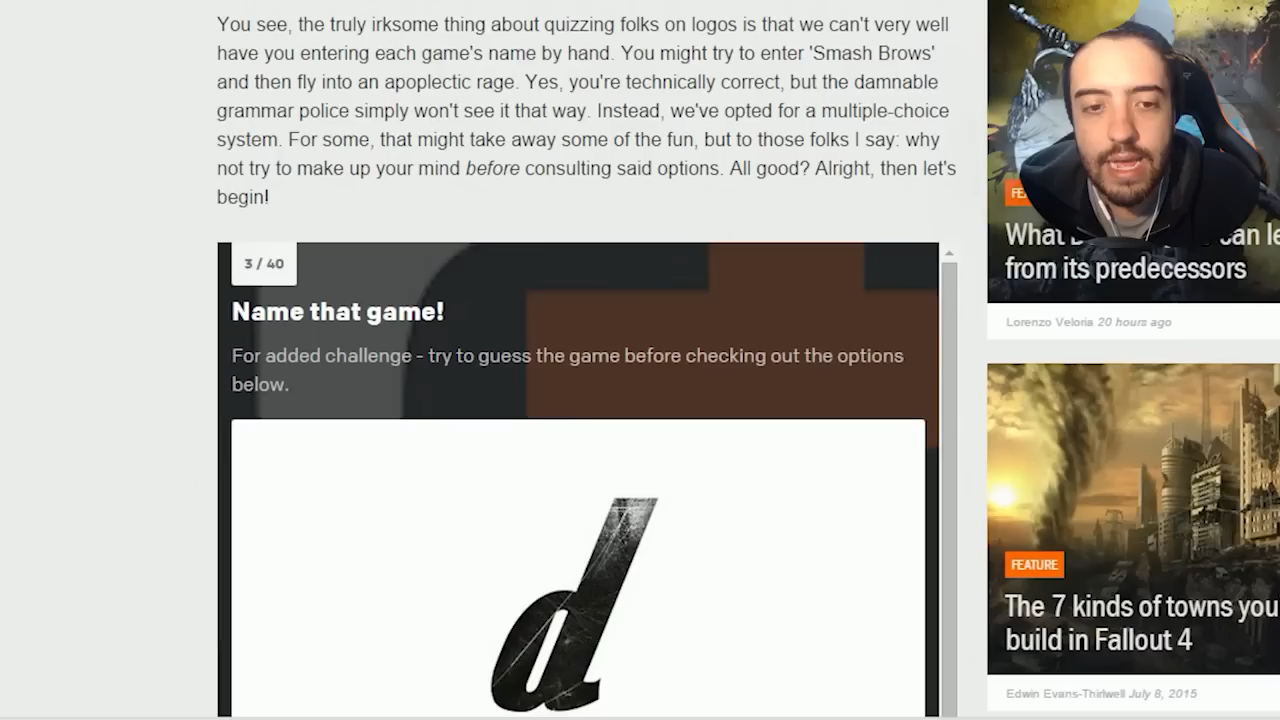 You see, the truly irksome thing about quizzing folks on logos is that we can't very well
have you entering each game's name by hand. You might try to enter 'Smash Brows'
and then fly into an apoplectic rage. Yes, you're technically correct, but the damnable
grammar police simply won't see it that way. Instead, we've opted for a multiple-choice
system. For some, that might take away some of the fun, but to those folks I say: why
not try to make up your mind before consulting said options. All good? Alright, then let's
begin!
3 / 40
Name that game!
For added challenge - try to guess the game before checking out the options
below.
d
What
from its predecessors
Lorenzo Veloria 20 hours ago
FEATURE
The 7 kinds of towns you
build in Fallout 4
Edwin Evans-Thirlwell July 8, 2015